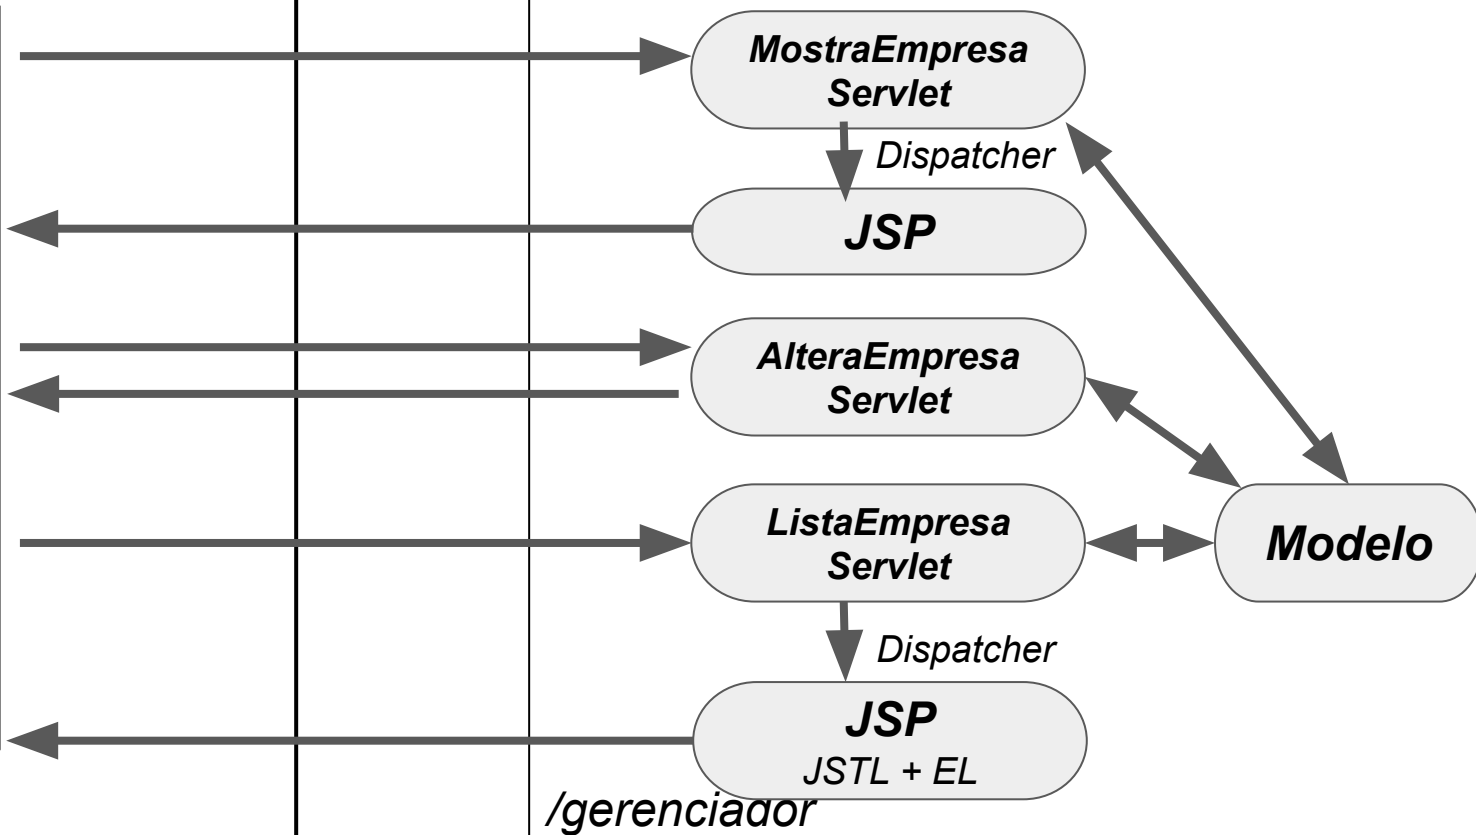 MostraEmpresa
Servlet
Dispatcher
JSP
AlteraEmpresa
Servlet
ListaEmpresa
Servlet
Modelo
Dispatcher
JSP
JSTL + EL
/gerenciador